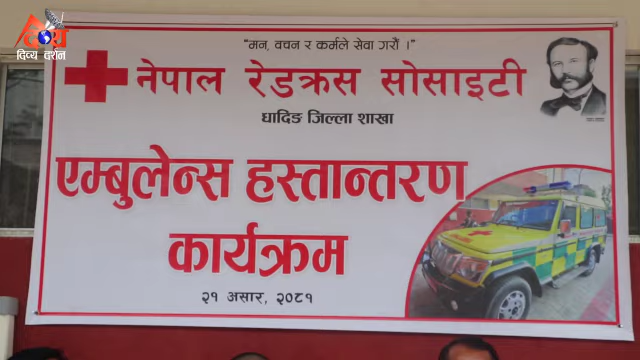 दिव्य दर्शन
“मन, वचन र कर्मले सेवा गरौं ।”
नेपाल रेडक्रस सोसाइटी
धादिङ जिल्ला शाखा
एम्बुलेन्स हस्तान्तरण
कार्यक्रम
२१ असार, २०८१